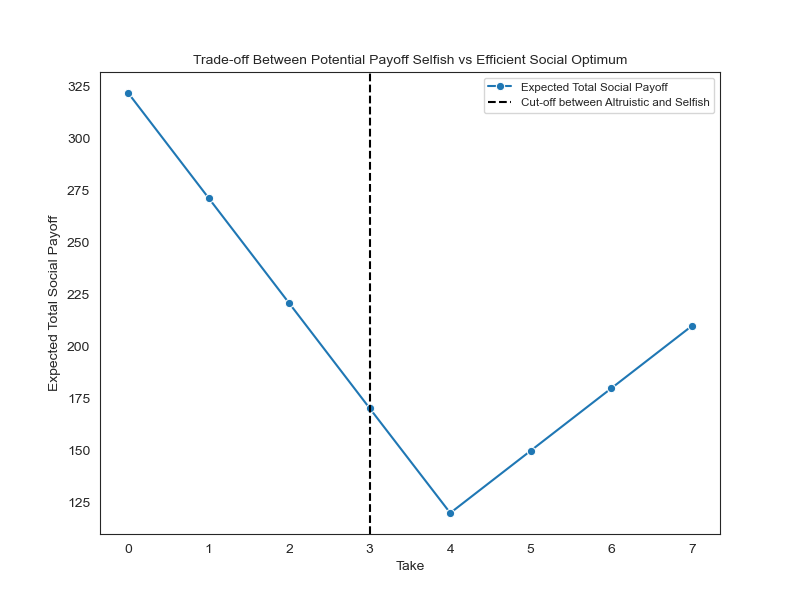 Trade-off Between Potential Payoff Selfish vs Efficient Social Optimum
Expected Total Social Payoff
Cut-off between Altruistic and Selfish
Expected Total Social Payoff
325
300
275
250
225
200
175
150
125
0 1 2 3 4 5 6 7
Take